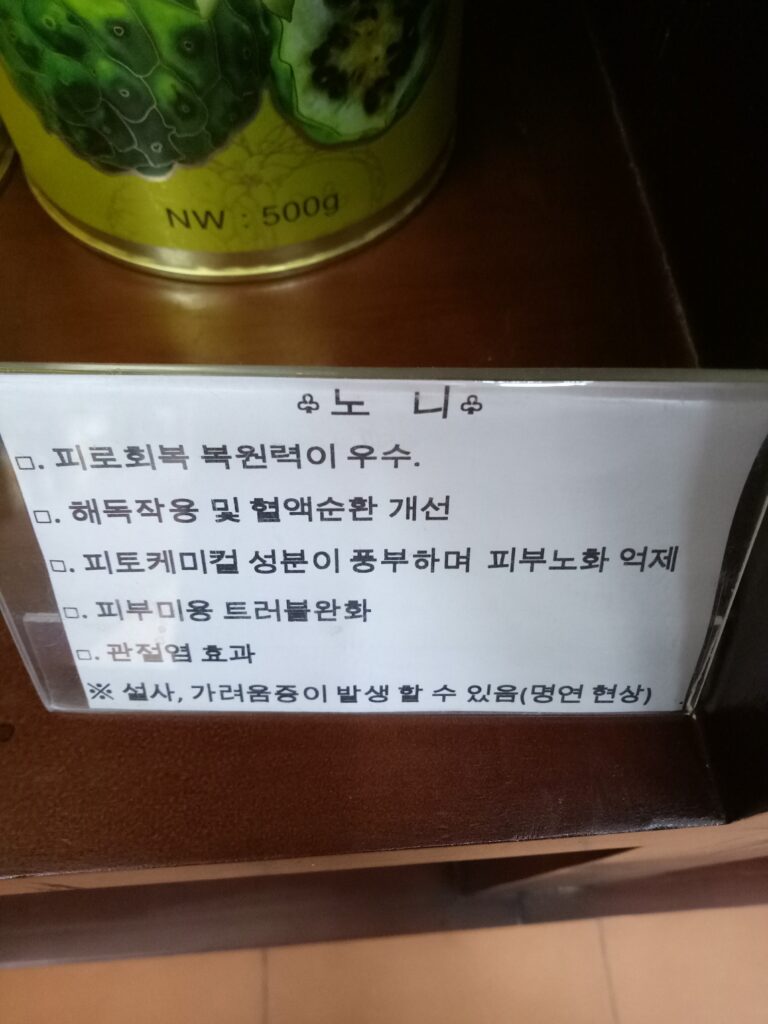 NW : 500g
♧노 니♧
□. 피로회복 복원력이 우수.
□. 해독작용 및 혈액순환 개선
□. 피토케미컬 성분이 풍부하며 피부노화 억제
□. 피부미용 트러블완화
□. 관절염 효과
※ 설사, 가려움증이 발생 할 수 있음(명연 현상)